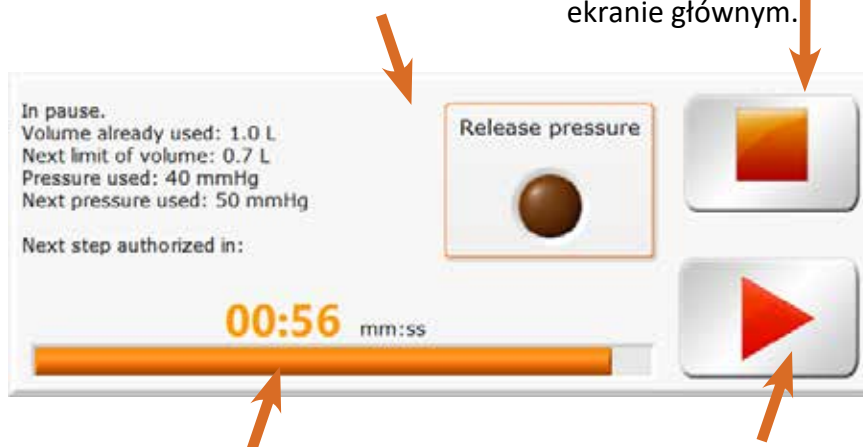 ekranie głównym.
In pause.
Volume already used: 1.0 L
Next limit of volume: 0.7 L
Pressure used: 40 mmHg
Next pressure used: 50 mmHg
Next step authorized in:
Release pressure
00:56 mm:ss